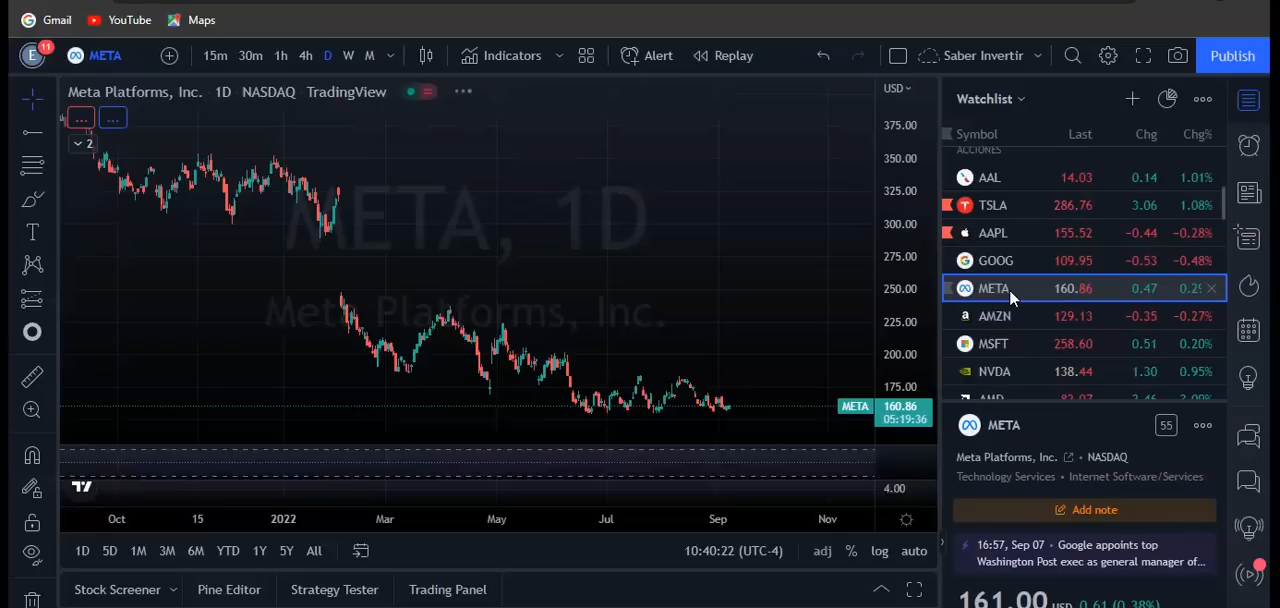 Gmail YouTube Maps
E 11 META 15m 30m 1h 4h D W M Indicators Alert Replay Saber Invertir Publish
Meta Platforms, Inc. 1D NASDAQ TradingView USD
... ...
2
META, 1D
Meta Platforms, Inc.
375.00
350.00
325.00
300.00
275.00
250.00
225.00
200.00
175.00
META 160.86
05:19:36
4.00
Oct 15 2022 Mar May Jul Sep Nov
1D 5D 1M 3M 6M YTD 1Y 5Y All 10:40:22 (UTC-4) adj % log auto
Stock Screener Pine Editor Strategy Tester Trading Panel
Watchlist
Symbol Last Chg Chg%
ACCIONES
AAL 14.03 0.14 1.01%
TSLA 286.76 3.06 1.08%
AAPL 155.52 −0.44 −0.28%
GOOG 109.95 −0.53 −0.48%
META 160.86 0.47
AMZN 129.13 −0.35 −0.27%
MSFT 258.60 0.51 0.20%
NVDA 138.44 1.30 0.95%
META 55
Meta Platforms, Inc. • NASDAQ
Technology Services • Internet Software/Services
Add note
16:57, Sep 07 • Google appoints top
Washington Post exec as general manager of...
161.00 USD 0.61 (0.38%)